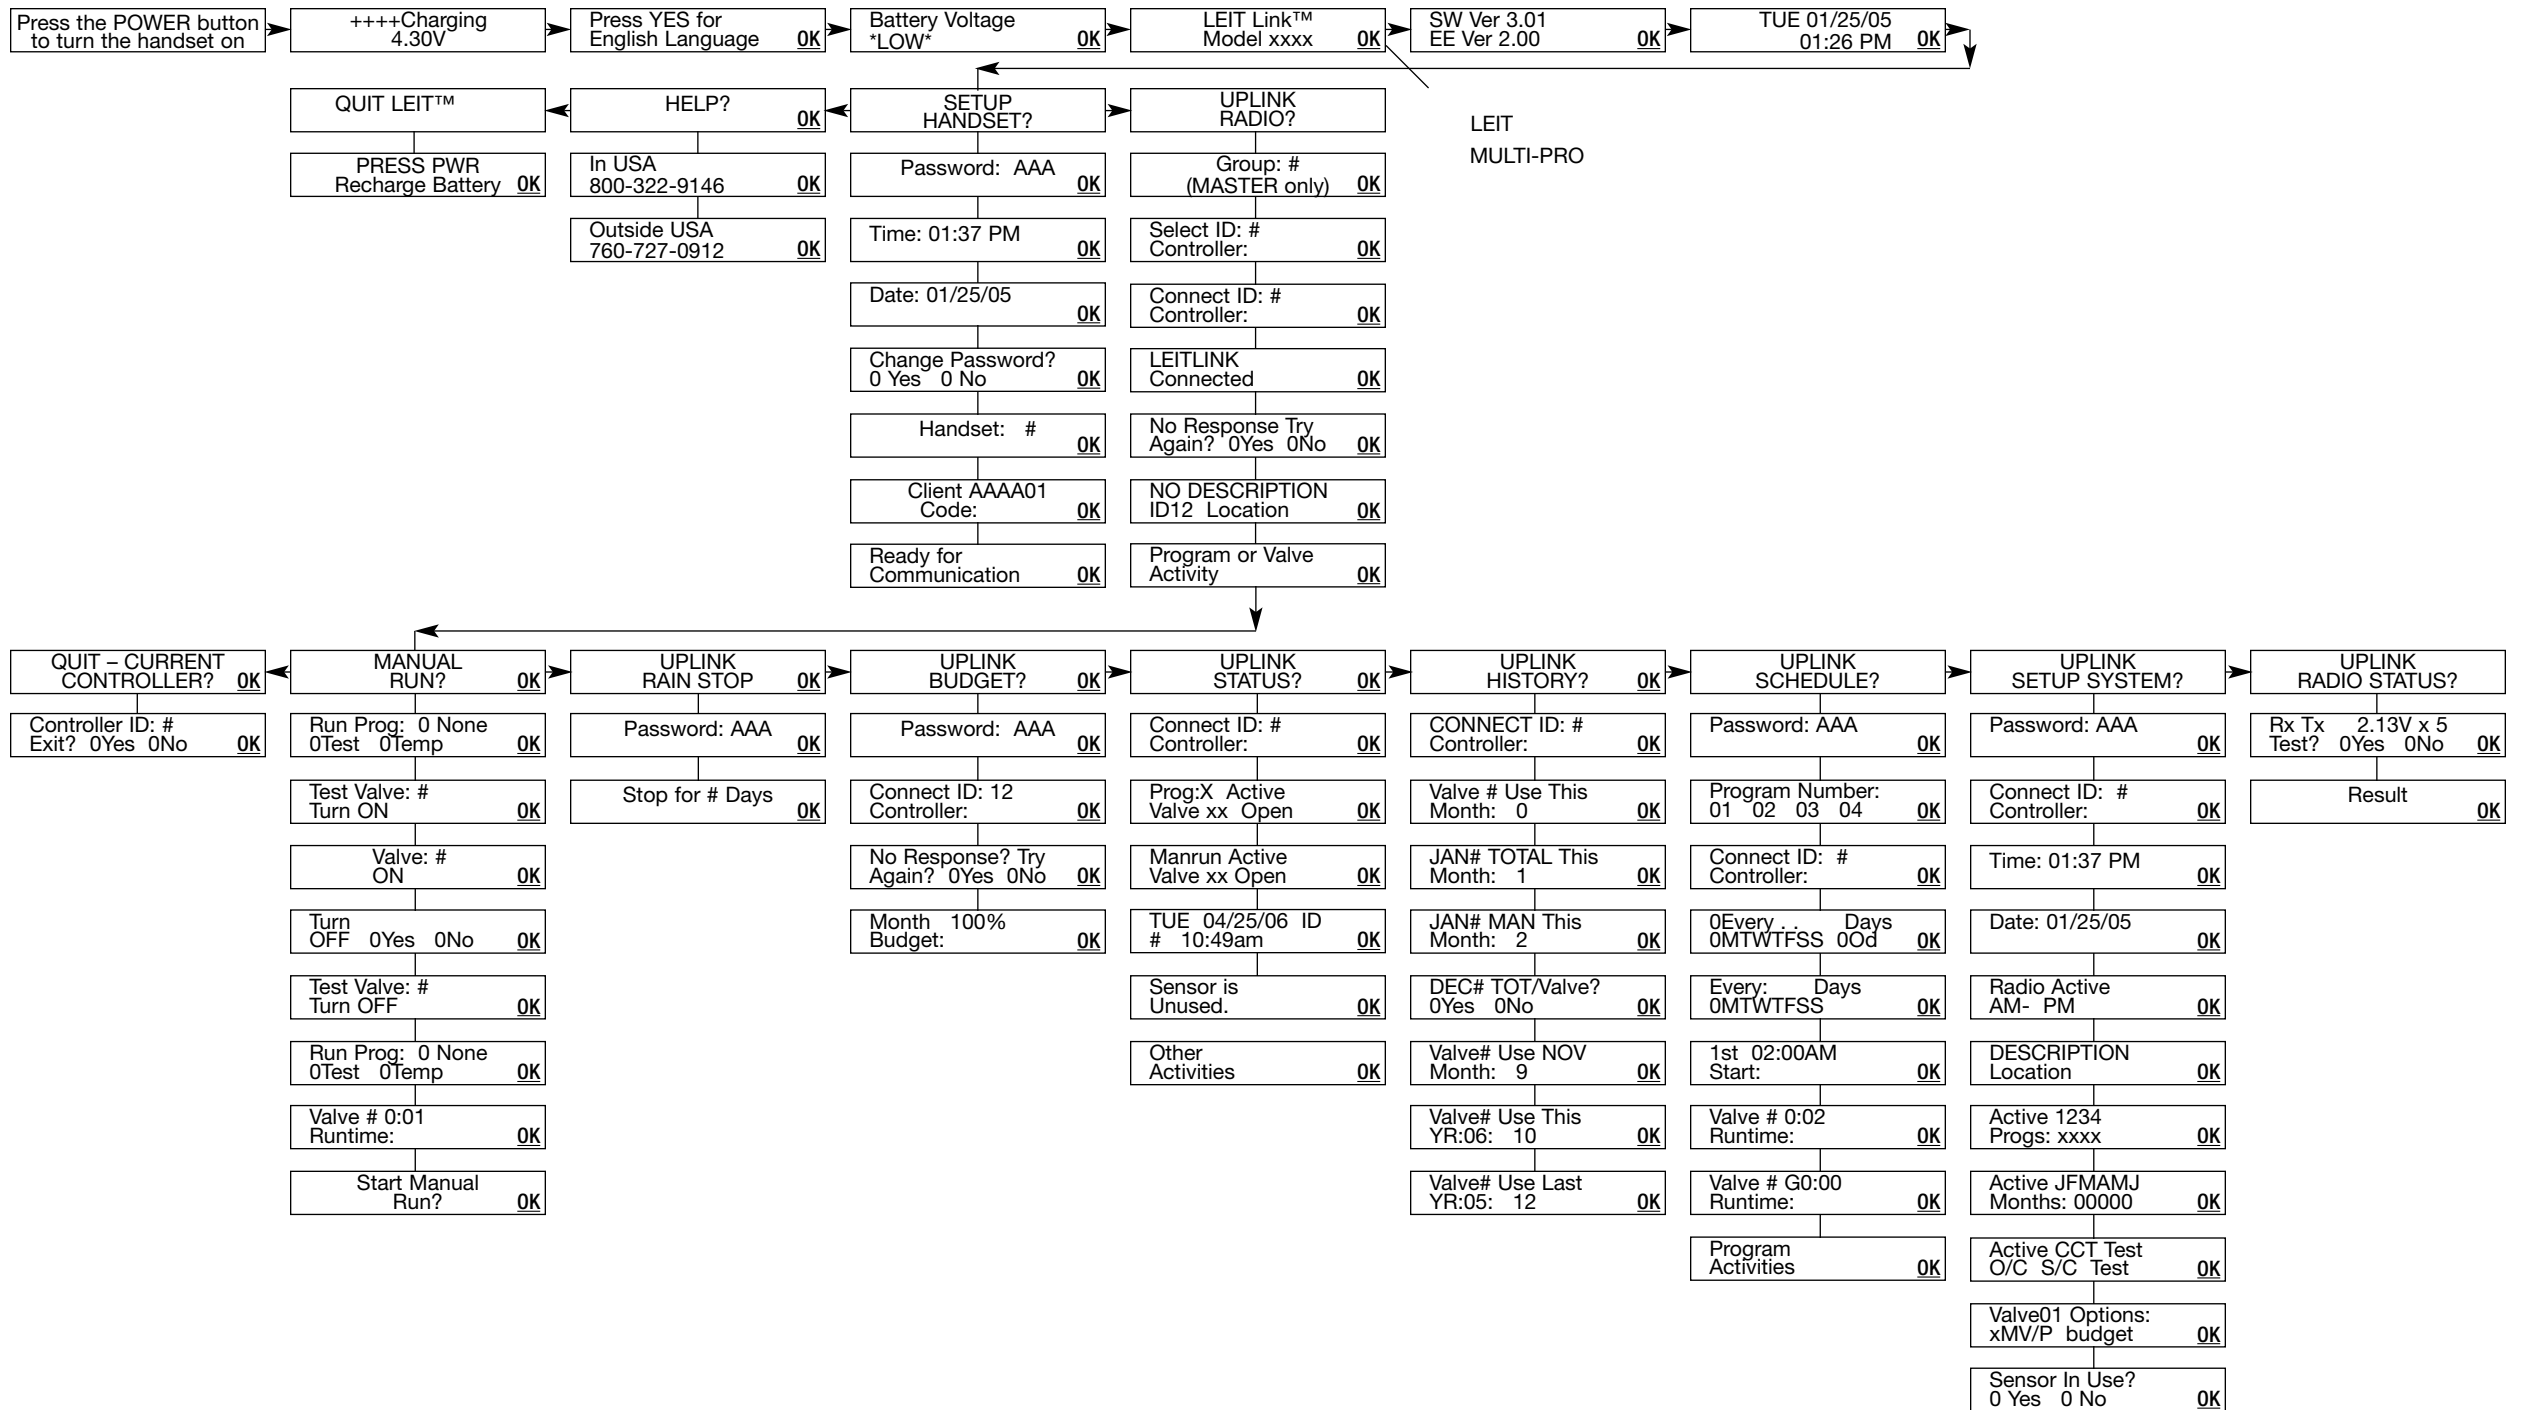 Press the POWER button
to turn the handset on
++++Charging
4.30V
Press YES for
English Language OK
Battery Voltage
*LOW* OK
LEIT Link™
Model xxxx OK
SW Ver 3.01
EE Ver 2.00 OK
TUE 01/25/05
01:26 PM OK
QUIT LEIT™
PRESS PWR
Recharge Battery OK
HELP?
OK
In USA
800-322-9146 OK
Outside USA
760-727-0912 OK
SETUP
HANDSET?
Password: AAA
OK
Time: 01:37 PM
OK
Date: 01/25/05
OK
Change Password?
0 Yes 0 No OK
Handset: #
OK
Client AAAA01
Code: OK
Ready for
Communication OK
UPLINK
RADIO?
Group: #
(MASTER only) OK
Select ID: #
Controller: OK
Connect ID: #
Controller: OK
LEITLINK
Connected OK
No Response Try
Again? 0Yes 0No OK
NO DESCRIPTION
ID12 Location OK
Program or Valve
Activity OK
LEIT
MULTI-PRO
QUIT – CURRENT
CONTROLLER? OK
Controller ID: #
Exit? 0Yes 0No OK
MANUAL
RUN? OK
Run Prog: 0 None
0Test 0Temp OK
Test Valve: #
Turn ON OK
Valve: #
ON OK
Turn
OFF 0Yes 0No OK
Test Valve: #
Turn OFF OK
Run Prog: 0 None
0Test 0Temp OK
Valve # 0:01
Runtime: OK
Start Manual
Run? OK
UPLINK
RAIN STOP OK
Password: AAA
OK
Stop for # Days
OK
UPLINK
BUDGET? OK
Password: AAA
OK
Connect ID: 12
Controller: OK
No Response? Try
Again? 0Yes 0No OK
Month 100%
Budget: OK
UPLINK
STATUS? OK
Connect ID: #
Controller: OK
Prog:X Active
Valve xx Open OK
Manrun Active
Valve xx Open OK
TUE 04/25/06 ID
# 10:49am OK
Sensor is
Unused. OK
Other
Activities OK
UPLINK
HISTORY? OK
CONNECT ID: #
Controller: OK
Valve # Use This
Month: 0 OK
JAN# TOTAL This
Month: 1 OK
JAN# MAN This
Month: 2 OK
DEC# TOT/Valve?
0Yes 0No OK
Valve# Use NOV
Month: 9 OK
Valve# Use This
YR:06: 10 OK
Valve# Use Last
YR:05: 12 OK
UPLINK
SCHEDULE?
Password: AAA
OK
Program Number:
01 02 03 04 OK
Connect ID: #
Controller: OK
0Every . . Days
0MTWTFSS 0Od OK
Every: Days
0MTWTFSS OK
1st 02:00AM
Start: OK
Valve # 0:02
Runtime: OK
Valve # G0:00
Runtime: OK
Program
Activities OK
UPLINK
SETUP SYSTEM?
Password: AAA
OK
Connect ID: #
Controller: OK
Time: 01:37 PM
OK
Date: 01/25/05
OK
Radio Active
AM- PM OK
DESCRIPTION
Location OK
Active 1234
Progs: xxxx OK
Active JFMAMJ
Months: 00000 OK
Active CCT Test
O/C S/C Test OK
Valve01 Options:
xMV/P budget OK
Sensor In Use?
0 Yes 0 No OK
UPLINK
RADIO STATUS?
Rx Tx 2.13V x 5
Test? 0Yes 0No OK
Result
OK